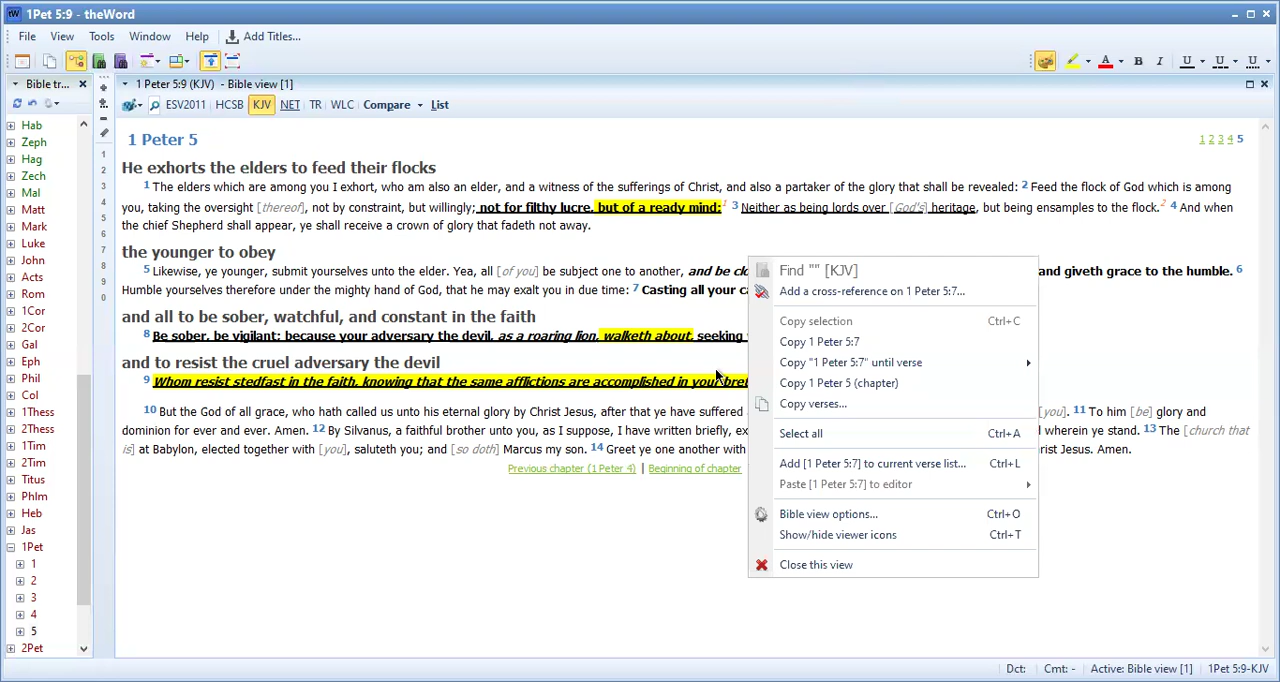 1Pet 5:9 - theWord
File View Tools Window Help Add Titles...
Bible tr...
1 Peter 5:9 (KJV) - Bible view [1]
ESV2011 HCSB KJV NET TR WLC Compare List
Hab
Zeph
Hag
Zech
Mal
Matt
Mark
Luke
John
Acts
Rom
1Cor
2Cor
Gal
Eph
Phil
Col
1Thess
2Thess
1Tim
2Tim
Titus
Phlm
Heb
Jas
1Pet
1
2
3
4
5
2Pet
1
2
3
4
5
6
7
8
9
0
1 Peter 5
1 2 3 4 5
He exhorts the elders to feed their flocks
1 The elders which are among you I exhort, who am also an elder, and a witness of the sufferings of Christ, and also a partaker of the glory that shall be revealed: 2 Feed the flock of God which is among
you, taking the oversight [thereof], not by constraint, but willingly; not for filthy lucre, but of a ready mind; 1 3 Neither as being lords over [God's] heritage, but being ensamples to the flock. 2 4 And when
the chief Shepherd shall appear, ye shall receive a crown of glory that fadeth not away.
the younger to obey
5 Likewise, ye younger, submit yourselves unto the elder. Yea, all [of you] be subject one to another, and be clo and giveth grace to the humble. 6
Humble yourselves therefore under the mighty hand of God, that he may exalt you in due time: 7 Casting all your ca
and all to be sober, watchful, and constant in the faith
8 Be sober, be vigilant; because your adversary the devil, as a roaring lion, walketh about, seeking
and to resist the cruel adversary the devil
9 Whom resist stedfast in the faith, knowing that the same afflictions are accomplished in your bret
10 But the God of all grace, who hath called us unto his eternal glory by Christ Jesus, after that ye have suffered [you]. 11 To him [be] glory and
dominion for ever and ever. Amen. 12 By Silvanus, a faithful brother unto you, as I suppose, I have written briefly, ex wherein ye stand. 13 The [church that
is] at Babylon, elected together with [you], saluteth you; and [so doth] Marcus my son. 14 Greet ye one another with rist Jesus. Amen.
Previous chapter (1 Peter 4) | Beginning of chapter
Find "" [KJV]
Add a cross-reference on 1 Peter 5:7...
Copy selection Ctrl+C
Copy 1 Peter 5:7
Copy "1 Peter 5:7" until verse
Copy 1 Peter 5 (chapter)
Copy verses...
Select all Ctrl+A
Add [1 Peter 5:7] to current verse list... Ctrl+L
Paste [1 Peter 5:7] to editor
Bible view options... Ctrl+O
Show/hide viewer icons Ctrl+T
Close this view
Dct: Cmt: - Active: Bible view [1] 1Pet 5:9-KJV